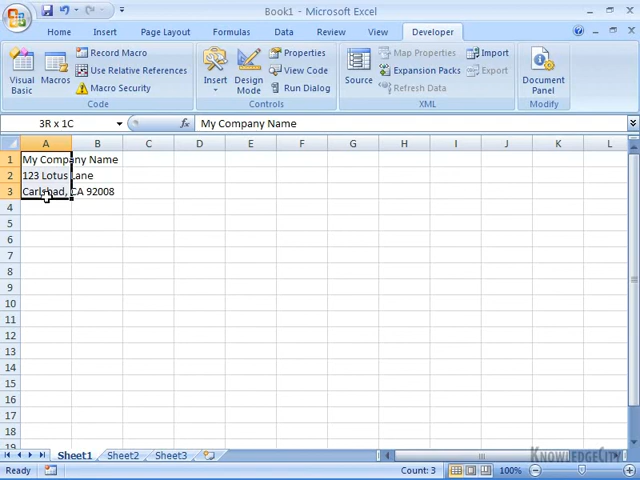 Book1 - Microsoft Excel
Home Insert Page Layout Formulas Data Review View Developer
Visual Basic
Macros
Record Macro
Use Relative References
Macro Security
Code
Insert
Design Mode
Properties
View Code
Run Dialog
Controls
Source
Map Properties
Expansion Packs
Refresh Data
Import
Export
XML
Document Panel
Modify
3R x 1C
fx My Company Name
A B C D E F G H I J K L
1 My Company Name
2 123 Lotus Lane
3 Carlsbad, CA 92008
4
5
6
7
8
9
10
11
12
13
14
15
16
17
18
19
Sheet1 Sheet2 Sheet3
KnowledgeCity
Ready Count: 3 100%